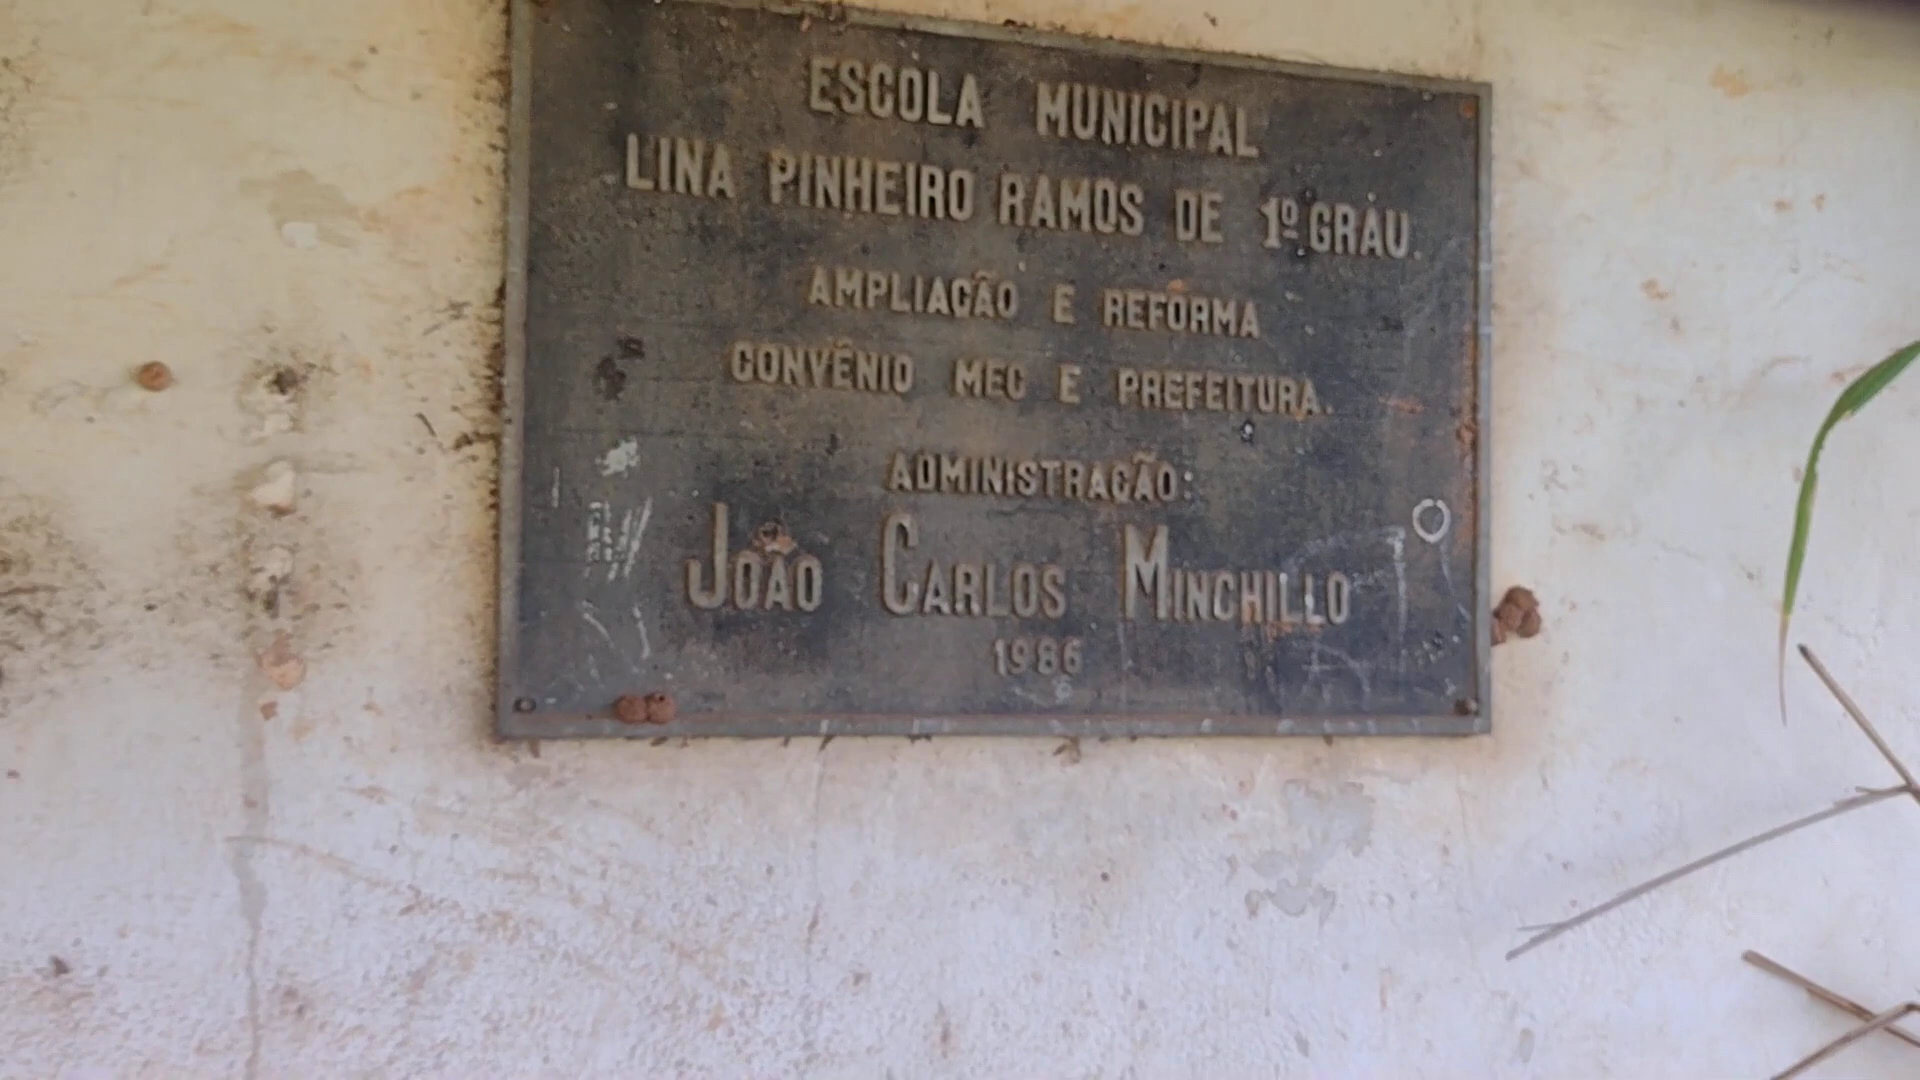 ESCOLA MUNICIPAL
LINA PINHEIRO RAMOS DE 1º GRAU.
AMPLIAÇÃO E REFORMA
CONVÊNIO MEC E PREFEITURA.
ADMINISTRAÇÃO:
JOÃO CARLOS MINCHILLO
1986